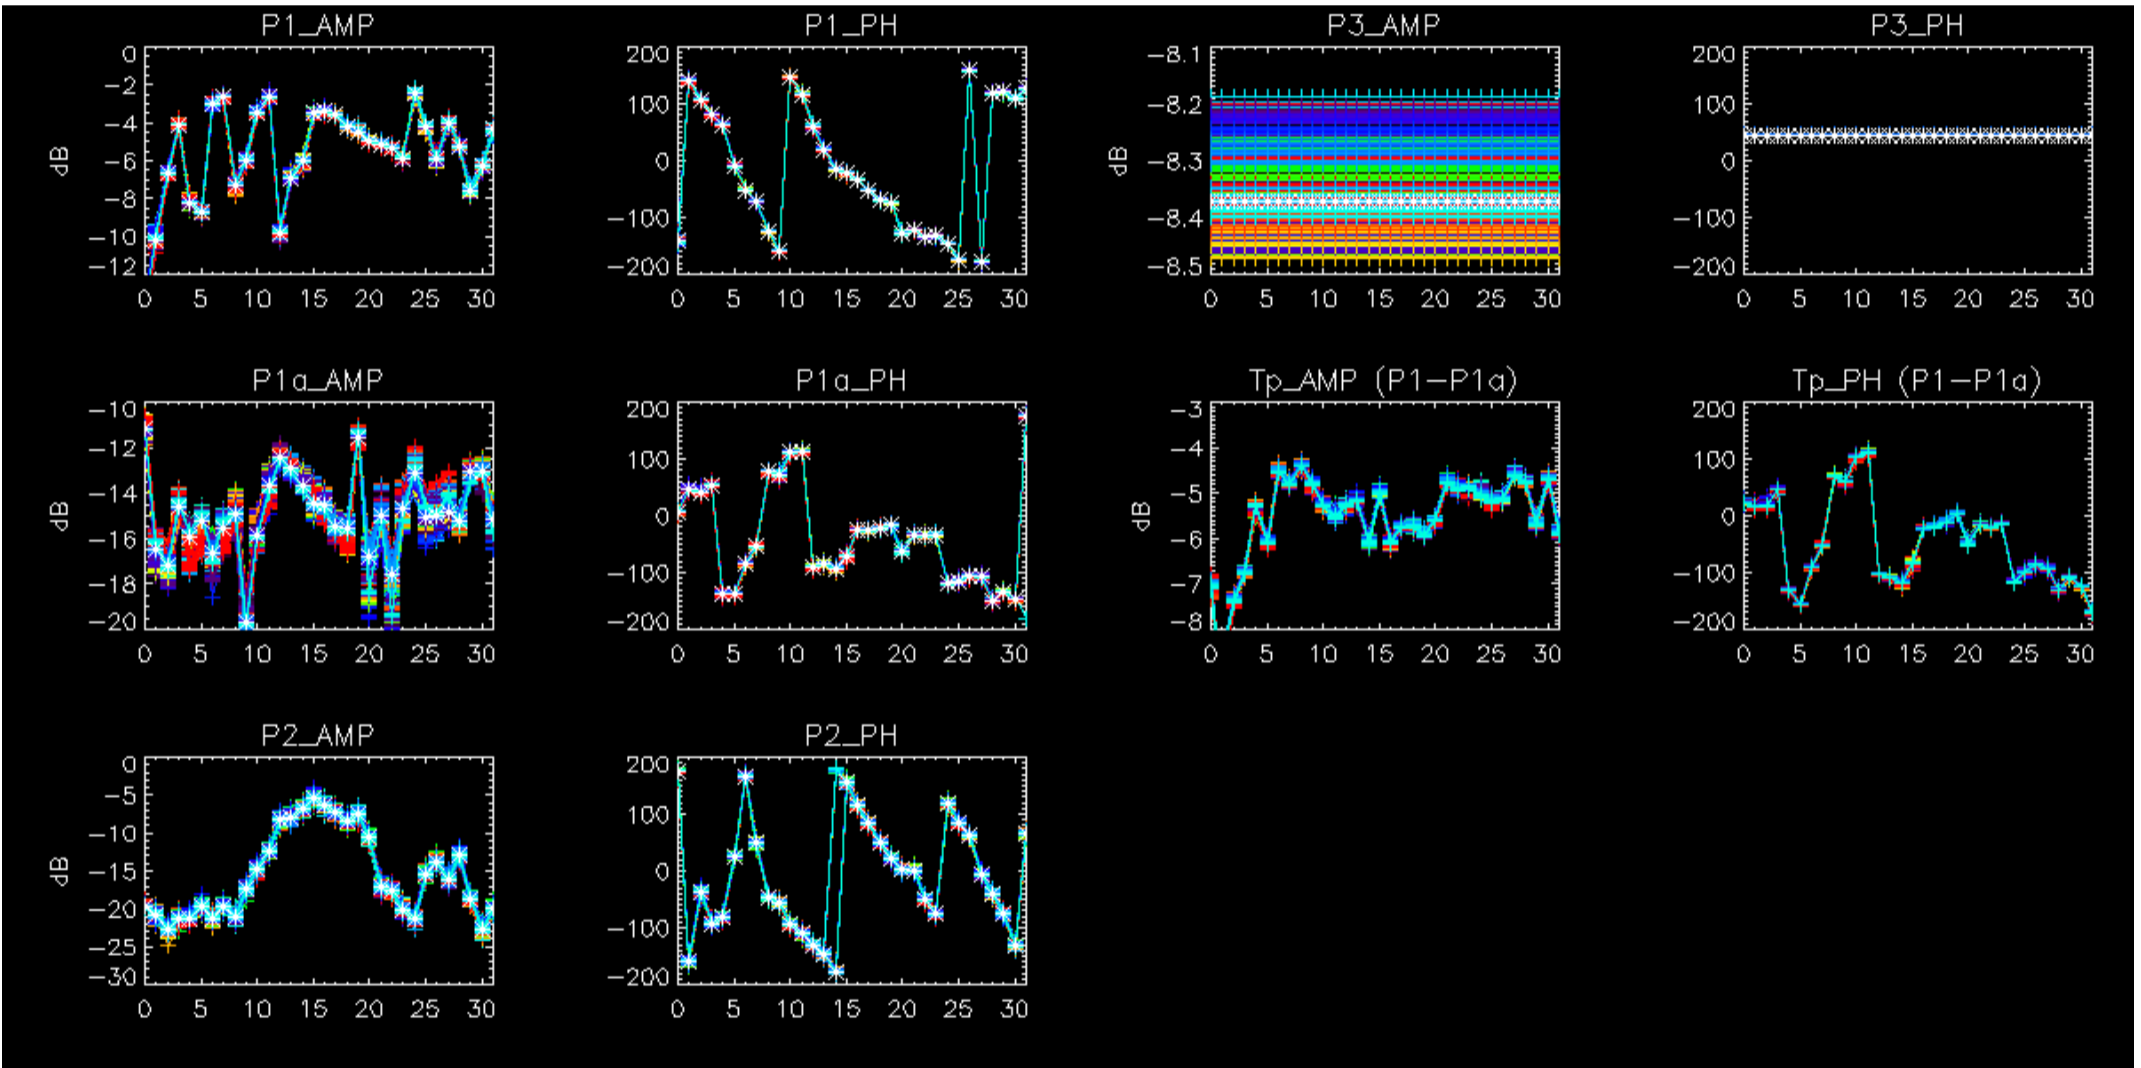 P1_AMP
P1_PH
P3_AMP
P3_PH
dB
0
-2
-4
-6
-8
-10
-12
0 5 10 15 20 25 30
200
100
0
-100
-200
0 5 10 15 20 25 30
dB
-8.1
-8.2
-8.3
-8.4
-8.5
0 5 10 15 20 25 30
200
100
0
-100
-200
0 5 10 15 20 25 30
P1a_AMP
P1a_PH
Tp_AMP (P1-P1a)
Tp_PH (P1-P1a)
dB
-10
-12
-14
-16
-18
-20
0 5 10 15 20 25 30
200
100
0
-100
-200
0 5 10 15 20 25 30
dB
-3
-4
-5
-6
-7
-8
0 5 10 15 20 25 30
200
100
0
-100
-200
0 5 10 15 20 25 30
P2_AMP
P2_PH
dB
0
-5
-10
-15
-20
-25
-30
0 5 10 15 20 25 30
200
100
0
-100
-200
0 5 10 15 20 25 30